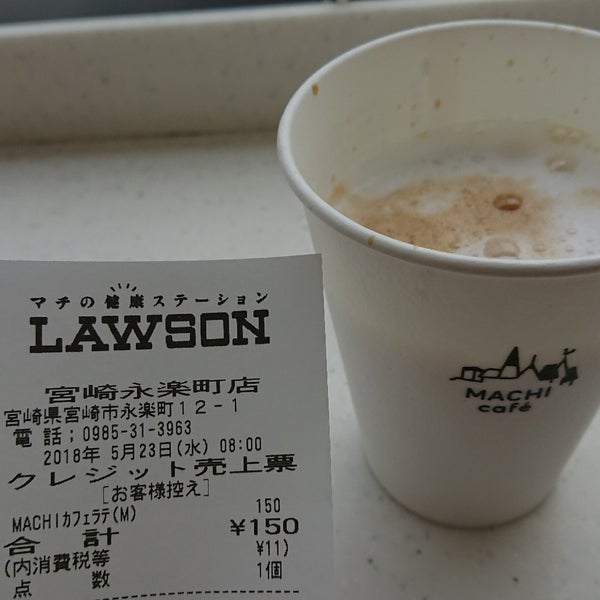 マチの健康ステーション
LAWSON
宮崎永楽町店
宮崎県宮崎市永楽町12-1
電話;0985-31-3963
2018年 5月23日(水) 08:00
クレジット売上票
[お客様控え]
MACHIカフェラテ(M) 150
合計 ¥150
(内消費税等 ¥11)
点数 1個
MACHI
café